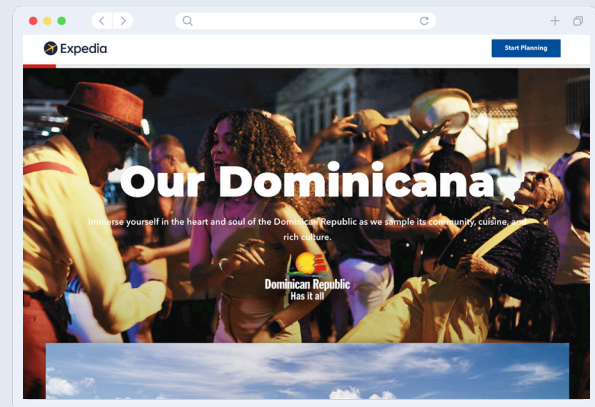 Expedia
Start Planning
Our Dominicana
Immerse yourself in the heart and soul of the Dominican Republic as we sample its community, cuisine, and
rich culture.
Dominican Republic
Has it all